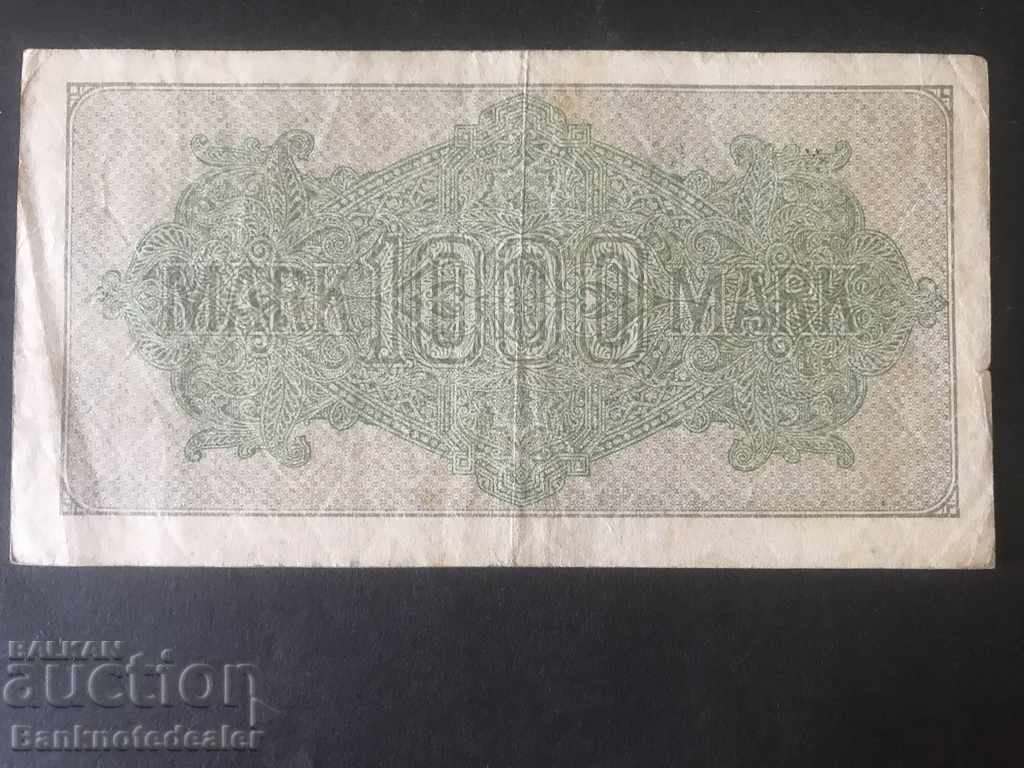 MARK 1000 MARK
BALKAN
auction
Banknotedealer